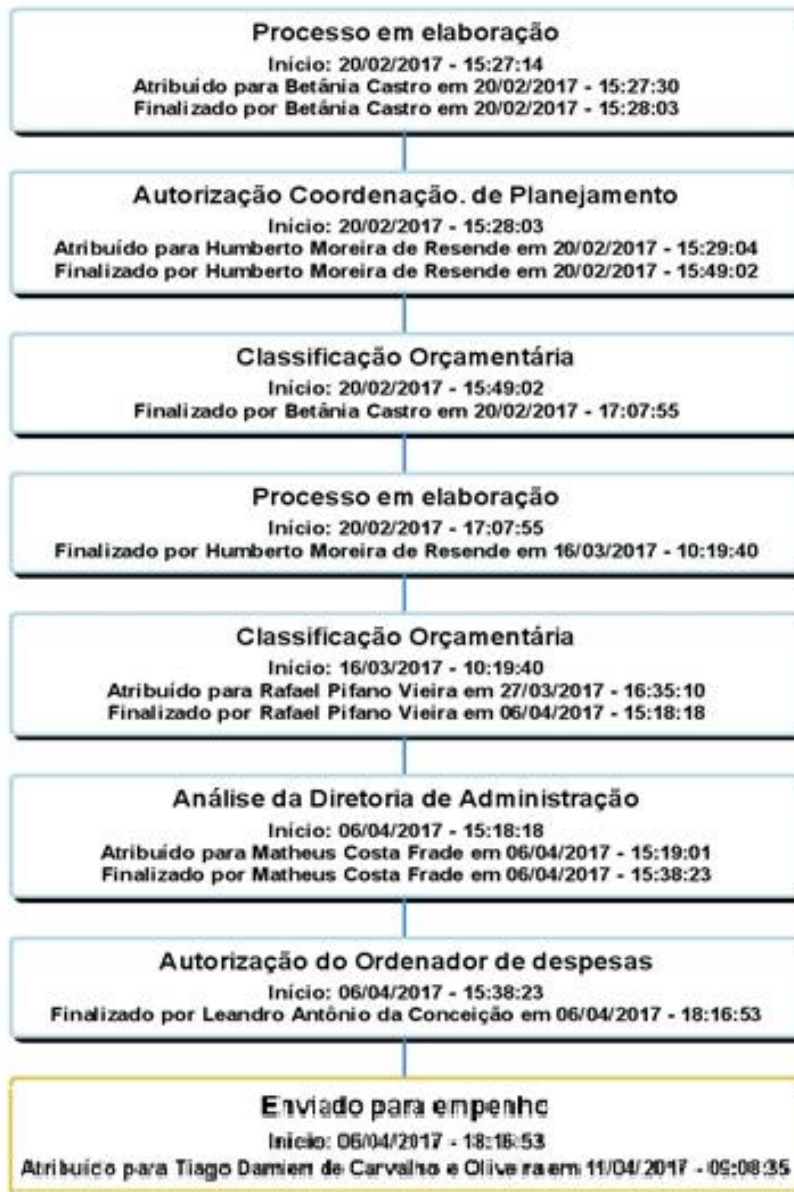 Processo em elaboração
Início: 20/02/2017 - 15:27:14
Atribuído para Betânia Castro em 20/02/2017 - 15:27:30
Finalizado por Betânia Castro em 20/02/2017 - 15:28:03
Autorização Coordenação. de Planejamento
Início: 20/02/2017 - 15:28:03
Atribuído para Humberto Moreira de Resende em 20/02/2017 - 15:29:04
Finalizado por Humberto Moreira de Resende em 20/02/2017 - 15:49:02
Classificação Orçamentária
Início: 20/02/2017 - 15:49:02
Finalizado por Betânia Castro em 20/02/2017 - 17:07:55
Processo em elaboração
Início: 20/02/2017 - 17:07:55
Finalizado por Humberto Moreira de Resende em 16/03/2017 - 10:19:40
Classificação Orçamentária
Início: 16/03/2017 - 10:19:40
Atribuído para Rafael Pifano Vieira em 27/03/2017 - 16:35:10
Finalizado por Rafael Pifano Vieira em 06/04/2017 - 15:18:18
Análise da Diretoria de Administração
Início: 06/04/2017 - 15:18:18
Atribuído para Matheus Costa Frade em 06/04/2017 - 15:19:01
Finalizado por Matheus Costa Frade em 06/04/2017 - 15:38:23
Autorização do Ordenador de despesas
Início: 06/04/2017 - 15:38:23
Finalizado por Leandro Antônio da Conceição em 06/04/2017 - 18:16:53
Enviado para empenho
Início: 06/04/2017 - 18:16:53
Atribuído para Tiago Damien de Carvalho e Oliveira em 11/04/2017 - 09:08:35